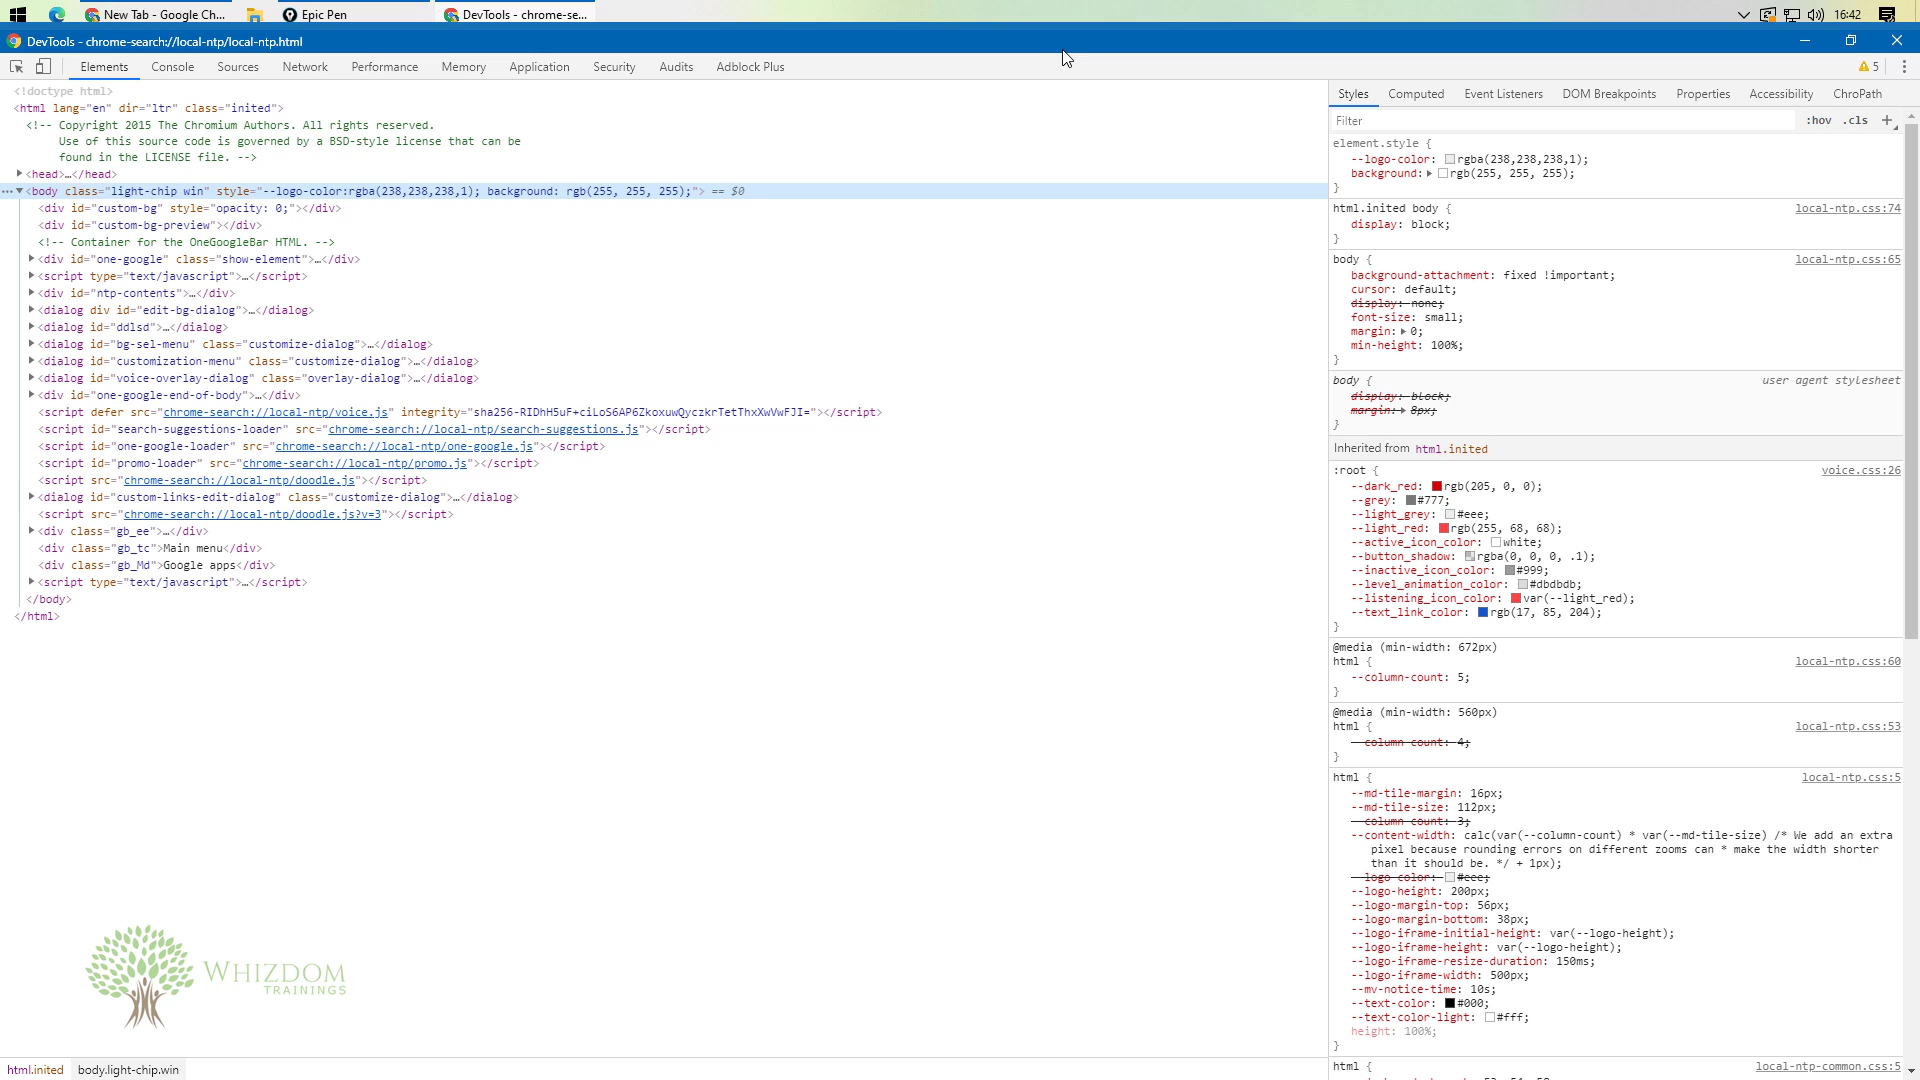 New Tab - Google Ch...
Epic Pen
DevTools - chrome-se...
16:42
DevTools - chrome-search://local-ntp/local-ntp.html
Elements Console Sources Network Performance Memory Application Security Audits Adblock Plus
5
<!doctype html>
<html lang="en" dir="ltr" class="inited">
<!-- Copyright 2015 The Chromium Authors. All rights reserved.
Use of this source code is governed by a BSD-style license that can be
found in the LICENSE file. -->
<head>…</head>
<body class="light-chip win" style="--logo-color:rgba(238,238,238,1); background: rgb(255, 255, 255);"> == $0
<div id="custom-bg" style="opacity: 0;"></div>
<div id="custom-bg-preview"></div>
<!-- Container for the OneGoogleBar HTML. -->
<div id="one-google" class="show-element">…</div>
<script type="text/javascript">…</script>
<div id="ntp-contents">…</div>
<dialog div id="edit-bg-dialog">…</dialog>
<dialog id="ddlsd">…</dialog>
<dialog id="bg-sel-menu" class="customize-dialog">…</dialog>
<dialog id="customization-menu" class="customize-dialog">…</dialog>
<dialog id="voice-overlay-dialog" class="overlay-dialog">…</dialog>
<div id="one-google-end-of-body">…</div>
<script defer src="chrome-search://local-ntp/voice.js" integrity="sha256-RIDhH5uF+ciLoS6AP6ZkoxuwQyczkrTetThxXwVwFJI="></script>
<script id="search-suggestions-loader" src="chrome-search://local-ntp/search-suggestions.js"></script>
<script id="one-google-loader" src="chrome-search://local-ntp/one-google.js"></script>
<script id="promo-loader" src="chrome-search://local-ntp/promo.js"></script>
<script src="chrome-search://local-ntp/doodle.js"></script>
<dialog id="custom-links-edit-dialog" class="customize-dialog">…</dialog>
<script src="chrome-search://local-ntp/doodle.js?v=3"></script>
<div class="gb_ee">…</div>
<div class="gb_tc">Main menu</div>
<div class="gb_Md">Google apps</div>
<script type="text/javascript">…</script>
</body>
</html>
WHIZDOM
TRAININGS
html.inited body.light-chip.win
Styles Computed Event Listeners DOM Breakpoints Properties Accessibility ChroPath
Filter :hov .cls +
element.style {
--logo-color: rgba(238,238,238,1);
background: rgb(255, 255, 255);
}
html.inited body { local-ntp.css:74
display: block;
}
body { local-ntp.css:65
background-attachment: fixed !important;
cursor: default;
display: none;
font-size: small;
margin: 0;
min-height: 100%;
}
body { user agent stylesheet
display: block;
margin: 8px;
}
Inherited from html.inited
:root { voice.css:26
--dark_red: rgb(205, 0, 0);
--grey: #777;
--light_grey: #eee;
--light_red: rgb(255, 68, 68);
--active_icon_color: white;
--button_shadow: rgba(0, 0, 0, .1);
--inactive_icon_color: #999;
--level_animation_color: #dbdbdb;
--listening_icon_color: var(--light_red);
--text_link_color: rgb(17, 85, 204);
}
@media (min-width: 672px)
html { local-ntp.css:60
--column-count: 5;
}
@media (min-width: 560px)
html { local-ntp.css:53
--column-count: 4;
}
html { local-ntp.css:5
--md-tile-margin: 16px;
--md-tile-size: 112px;
--column-count: 3;
--content-width: calc(var(--column-count) * var(--md-tile-size) /* We add an extra
pixel because rounding errors on different zooms can * make the width shorter
than it should be. */ + 1px);
--logo-color: #eee;
--logo-height: 200px;
--logo-margin-top: 56px;
--logo-margin-bottom: 38px;
--logo-iframe-initial-height: var(--logo-height);
--logo-iframe-height: var(--logo-height);
--logo-iframe-resize-duration: 150ms;
--logo-iframe-width: 500px;
--mv-notice-time: 10s;
--text-color: #000;
--text-color-light: #fff;
height: 100%;
}
html { local-ntp-common.css:5